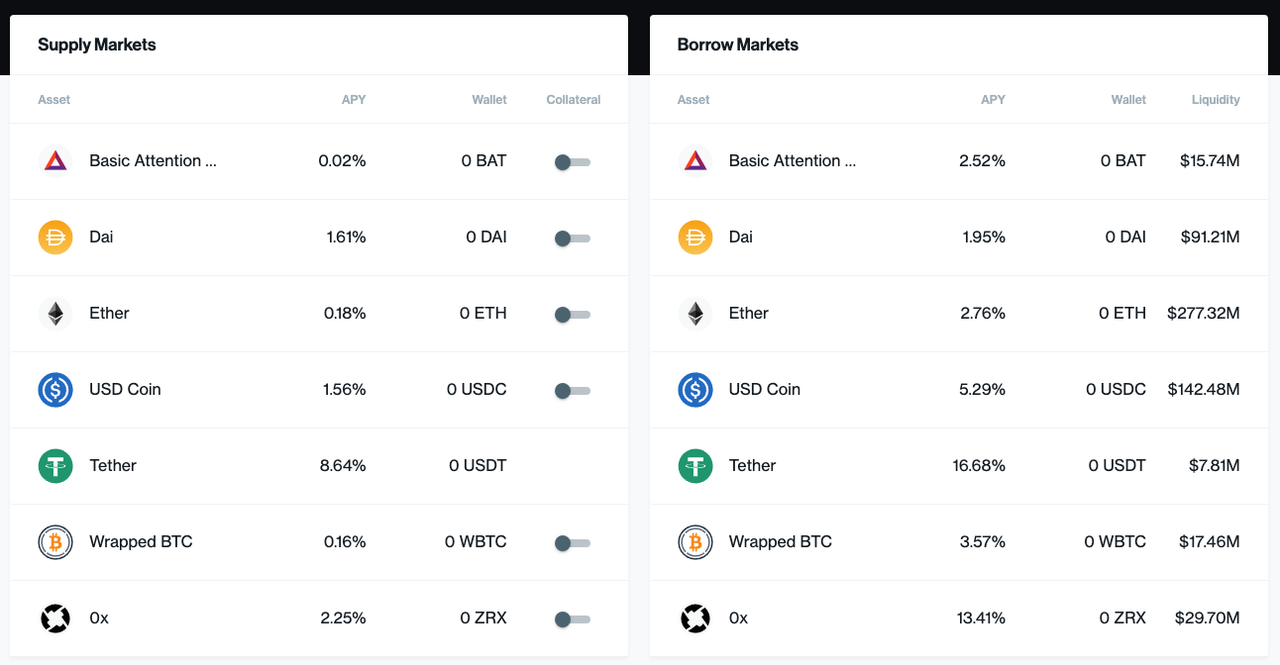 Supply Markets
Asset APY Wallet Collateral
Basic Attention ... 0.02% 0 BAT
Dai 1.61% 0 DAI
Ether 0.18% 0 ETH
USD Coin 1.56% 0 USDC
Tether 8.64% 0 USDT
Wrapped BTC 0.16% 0 WBTC
0x 2.25% 0 ZRX
Borrow Markets
Asset APY Wallet Liquidity
Basic Attention ... 2.52% 0 BAT $15.74M
Dai 1.95% 0 DAI $91.21M
Ether 2.76% 0 ETH $277.32M
USD Coin 5.29% 0 USDC $142.48M
Tether 16.68% 0 USDT $7.81M
Wrapped BTC 3.57% 0 WBTC $17.46M
0x 13.41% 0 ZRX $29.70M